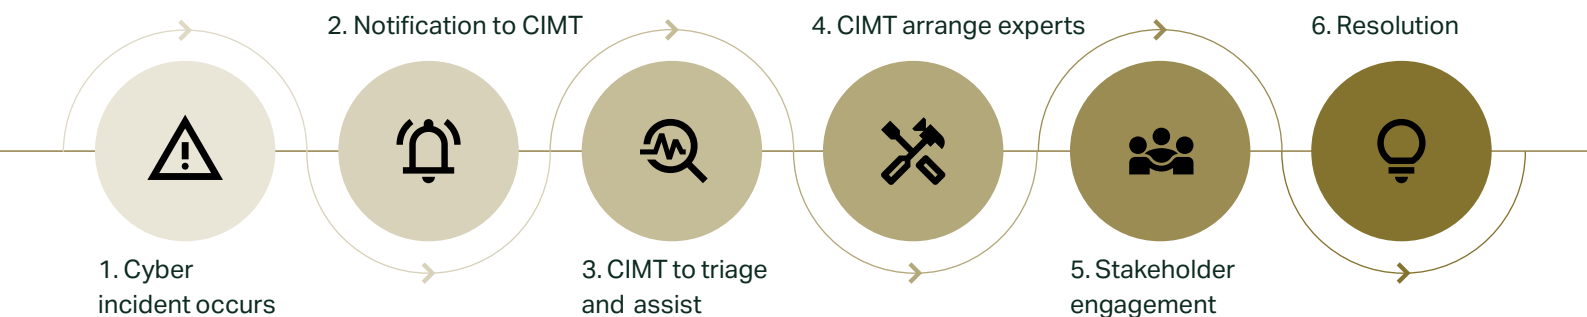 1. Cyber
incident occurs
2. Notification to CIMT
3. CIMT to triage
and assist
4. CIMT arrange experts
5. Stakeholder
engagement
6. Resolution